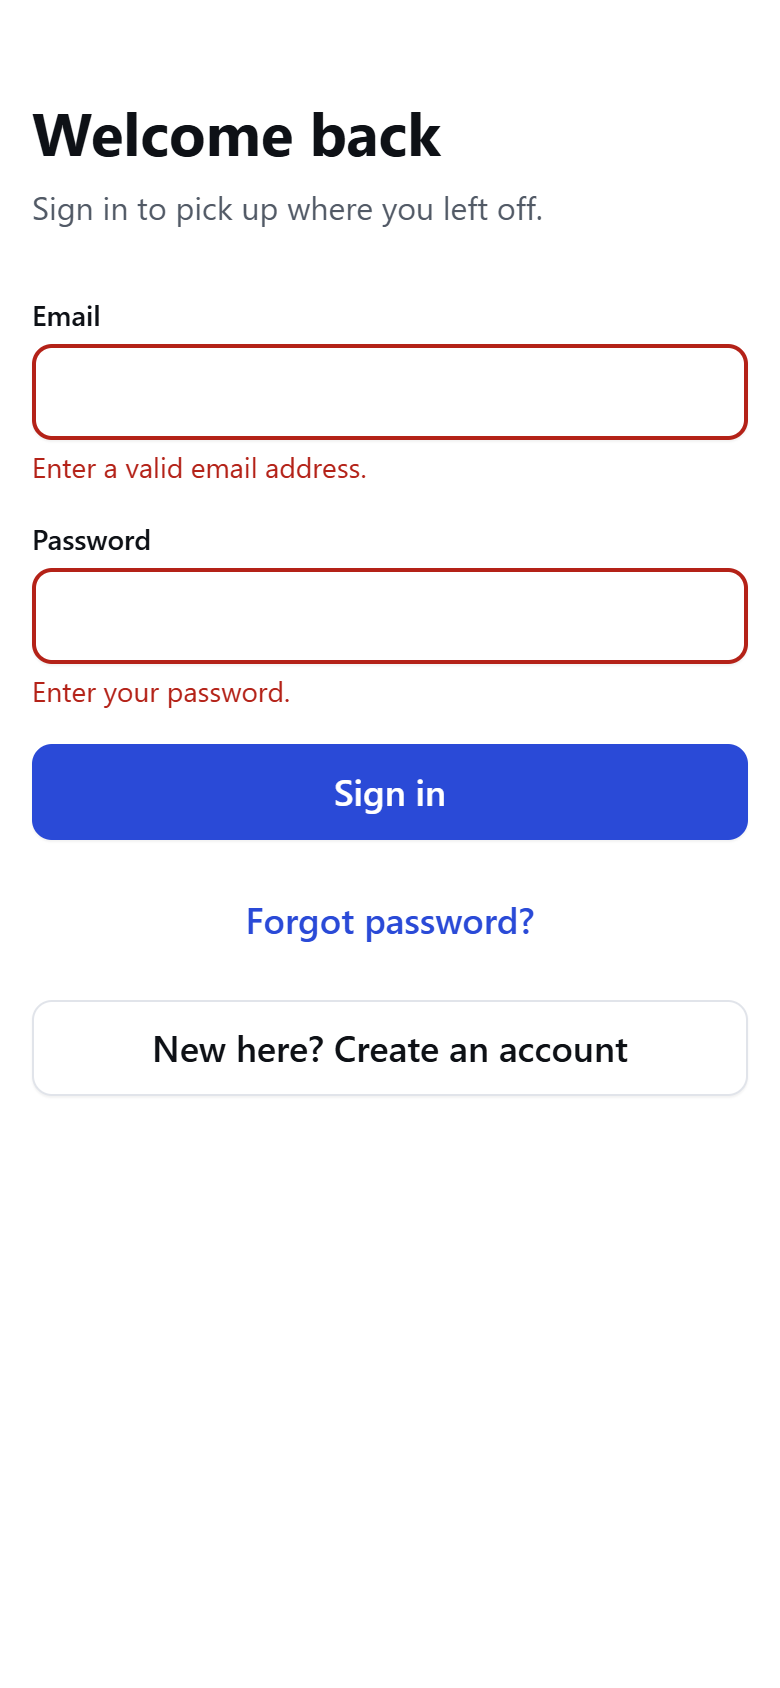 Welcome back
Sign in to pick up where you left off.
Email
Enter a valid email address.
Password
Enter your password.
Sign in
Forgot password?
New here? Create an account